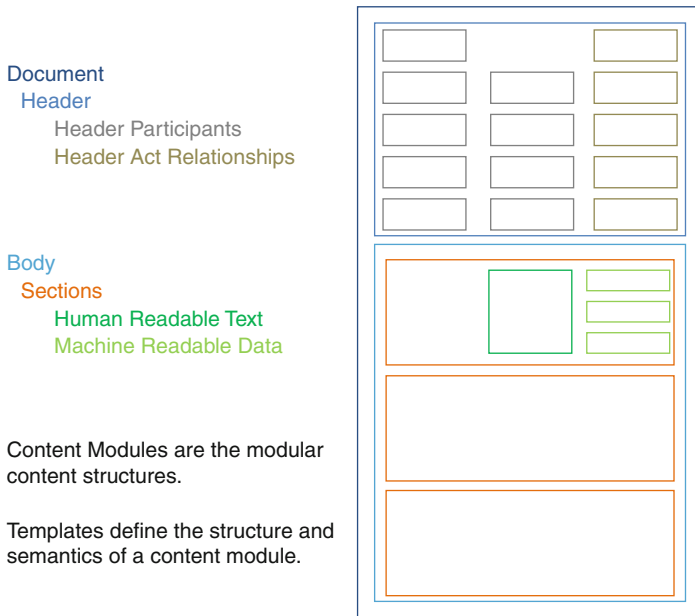 Document
Header
Header Participants
Header Act Relationships
Body
Sections
Human Readable Text
Machine Readable Data
Content Modules are the modular
content structures.
Templates define the structure and
semantics of a content module.